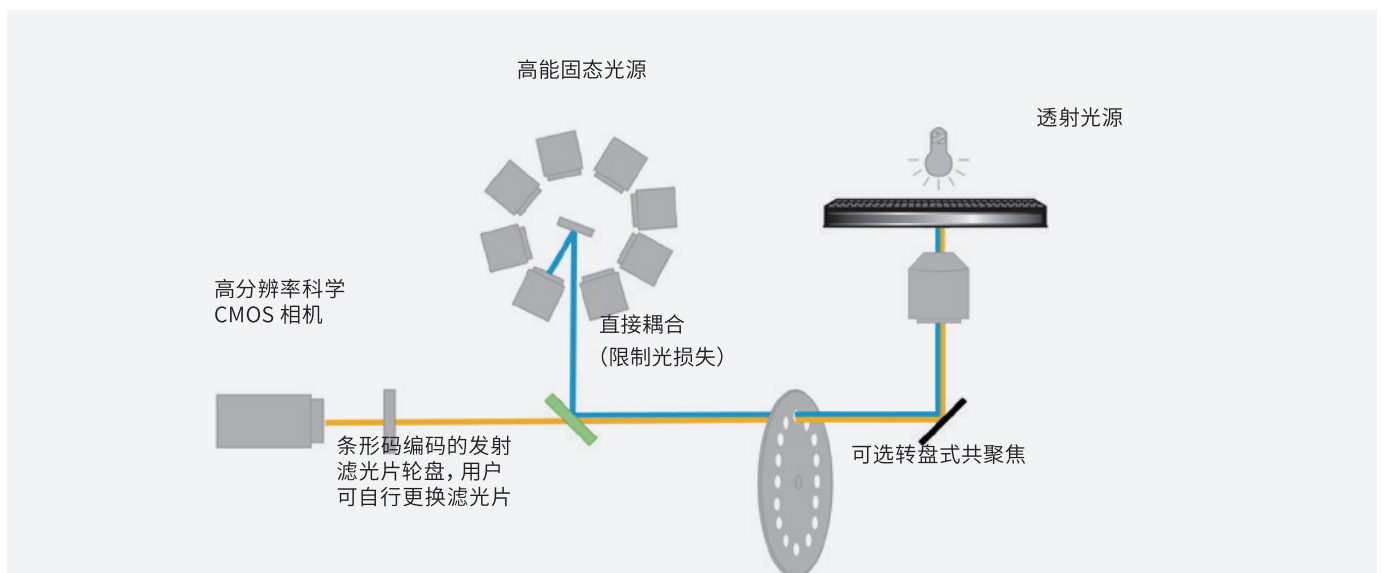 高能固态光源
透射光源
高分辨率科学
CMOS 相机
直接耦合
（限制光损失）
条形码编码的发射
滤光片轮盘，用户
可自行更换滤光片
可选转盘式共聚焦